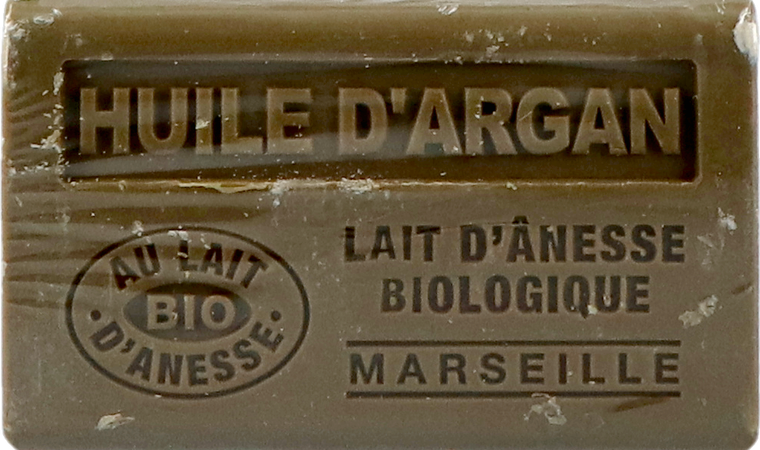 HUILE D'ARGAN
AU LAIT
BIO
D'ANESSE
LAIT D'ÂNESSE
BIOLOGIQUE
MARSEILLE